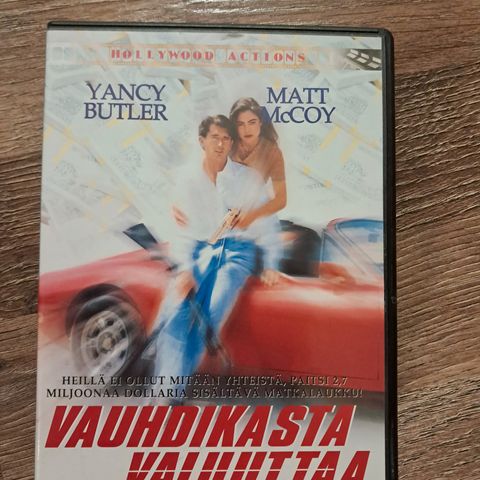 HOLLYWOOD ACTIONS
YANCY MATT
BUTLER McCOY
HEILLÄ EI OLLUT MITÄÄN YHTEISTÄ, PAITSI 2,7
MILJOONAA DOLLARIA SISÄLTÄVÄ MATKALAUKKU!
VAUHDIKASTA
VALUUTTAA